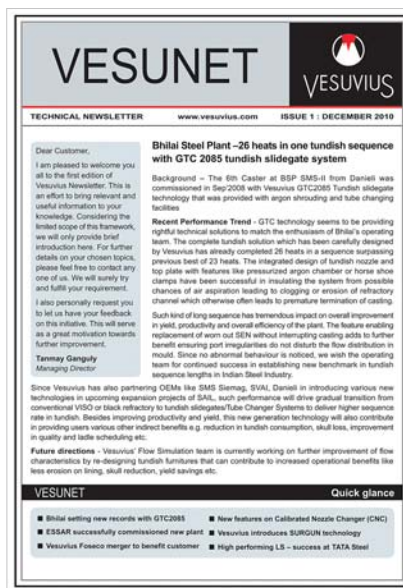 VESUNET
VESUVIUS
TECHNICAL NEWSLETTER
www.vesuvius.com
ISSUE 1 : DECEMBER 2010
Dear Customer,
I am pleased to welcome you
all to the first edition of
Vesuvius Newsletter. This is
an effort to bring relevant and
useful information to your
knowledge. Considering the
limited scope of this framework,
we will only provide brief
introduction here. For further
details on your chosen topics,
please feel free to contact any
one of us. We will surely try
and fulfill your requirement.
I also personally request you
to let us have your feedback
on this initiative. This will serve
as a great motivation towards
further improvement.
Tanmay Ganguly
Managing Director
Bhilai Steel Plant –26 heats in one tundish sequence
with GTC 2085 tundish slidegate system
Background – The 6th Caster at BSP SMS-II from Danieli was
commissioned in Sep'2008 with Vesuvius GTC2085 Tundish slidegate
technology that was provided with argon shrouding and tube changing
facilities
Recent Performance Trend - GTC technology seems to be providing
rightful technical solutions to match the enthusiasm of Bhilai's operating
team. The complete tundish solution which has been carefully designed
by Vesuvius has already completed 26 heats in a sequence surpassing
previous best of 23 heats. The integrated design of tundish nozzle and
top plate with features like pressurized argon chamber or horse shoe
clamps have been successful in insulating the system from possible
chances of air aspiration leading to clogging or erosion of refractory
channel which otherwise often leads to premature termination of casting.
Such kind of long sequence has tremendous impact on overall improvement
in yield, productivity and overall efficiency of the plant. The feature enabling
replacement of worn out SEN without interrupting casting adds to further
benefit ensuring port irregularities do not disturb the flow distribution in
mould. Since no abnormal behaviour is noticed, we wish the operating
team for continued success in establishing new benchmark in tundish
sequence lengths in Indian Steel Industry.
Since Vesuvius has also partnering OEMs like SMS Siemag, SVAI, Danieli in introducing various new
technologies in upcoming expansion projects of SAIL, such performance will drive gradual transition from
conventional VISO or black refractory to tundish slidegates/Tube Changer Systems to deliver higher sequence
rate in tundish. Besides improving productivity and yield, this new generation technology will also contribute
in providing users various other indirect benefits e.g. reduction in tundish consumption, skull loss, improvement
in quality and ladle scheduling etc.
Future directions - Vesuvius' Flow Simulation team is currently working on further improvement of flow
characteristics by re-designing tundish furnitures that can contribute to increased operational benefits like
less erosion on lining, skull reduction, yield savings etc.
VESUNET
Quick glance
■ Bhilai setting new records with GTC2085
■ ESSAR successfully commissioned new plant
■ Vesuvius Foseco merger to benefit customer
■ New features on Calibrated Nozzle Changer (CNC)
■ Vesuvius introduces SURGUN technology
■ High performing LS – success at TATA Steel